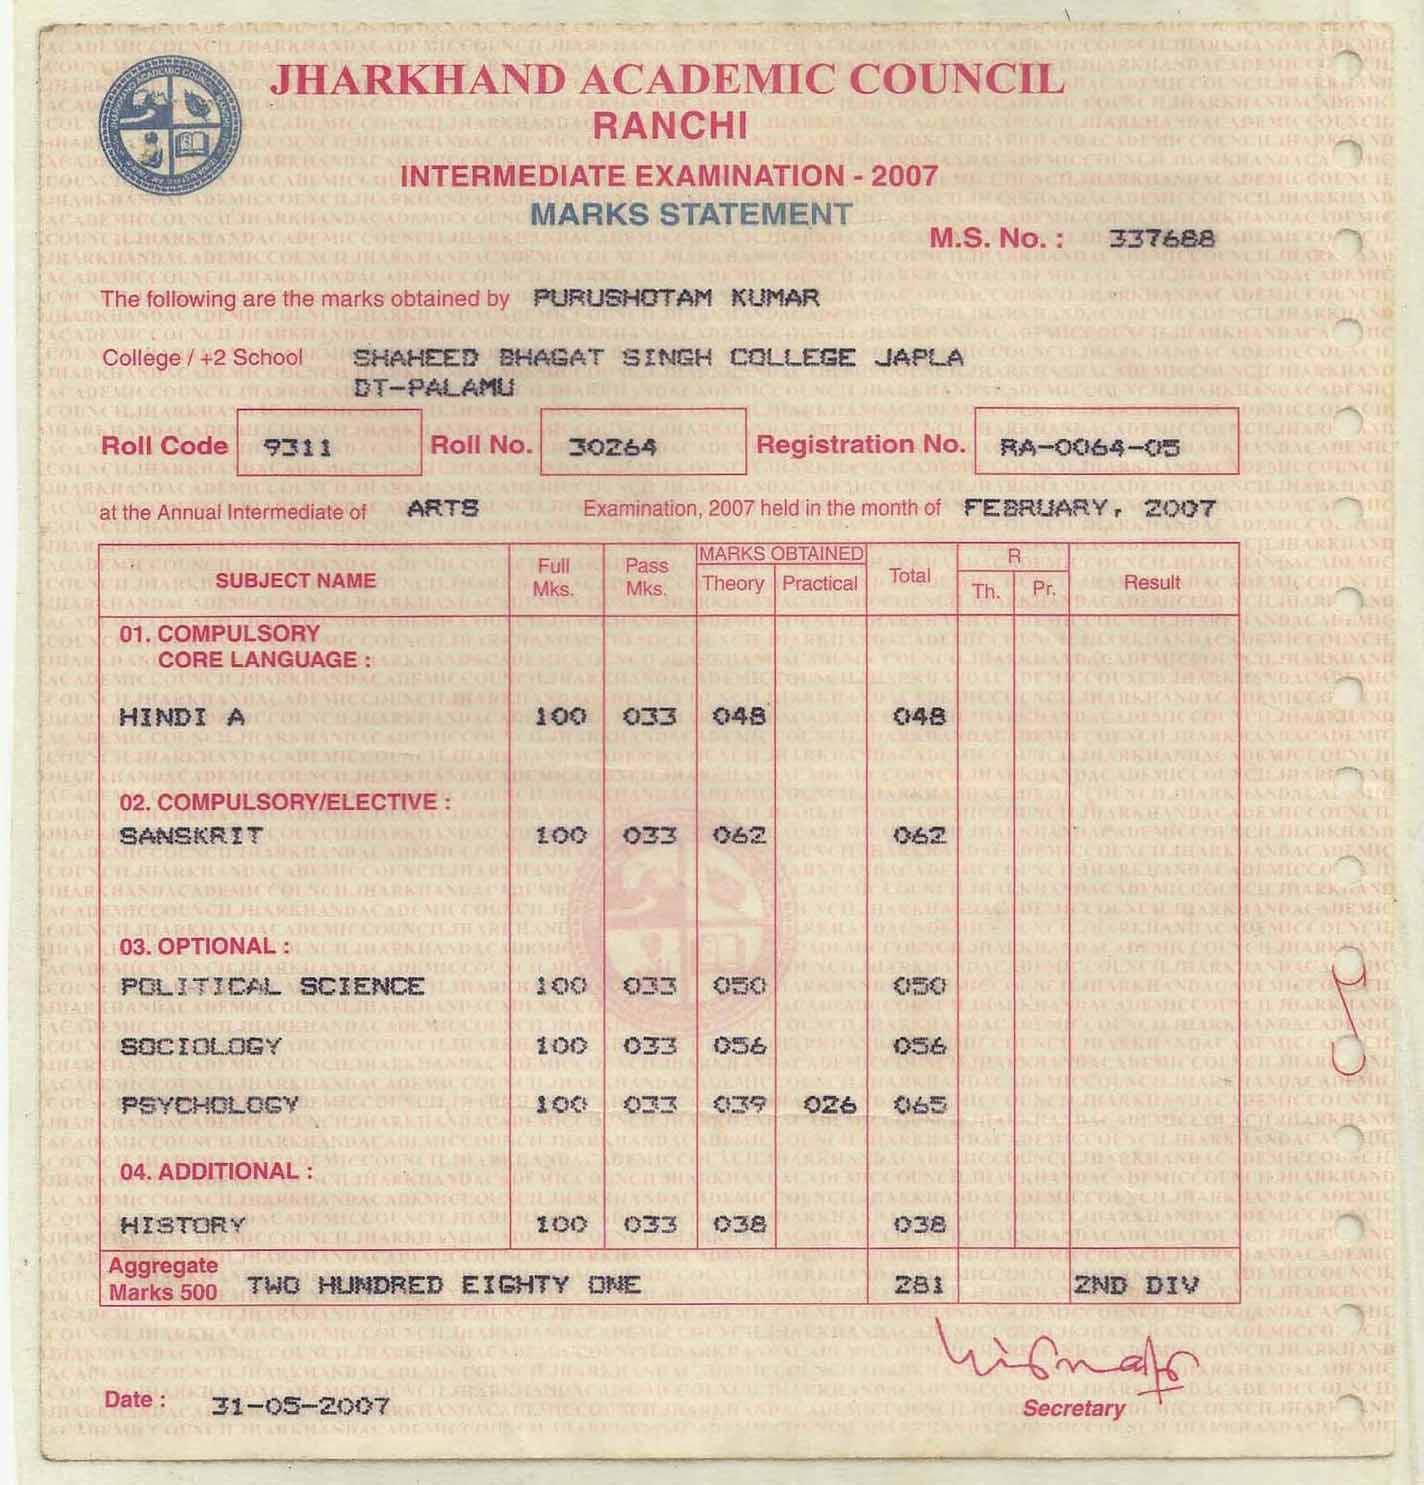 JHARKHAND ACADEMIC COUNCIL
RANCHI
INTERMEDIATE EXAMINATION - 2007
MARKS STATEMENT
M.S. No. : 337688
The following are the marks obtained by PURUSHOTAM KUMAR
College / +2 School SHAHEED BHAGAT SINGH COLLEGE JAPLA
DT-PALAMU
Roll Code 9311 Roll No. 30264 Registration No. RA-0064-05
at the Annual Intermediate of ARTS Examination, 2007 held in the month of FEBRUARY, 2007
SUBJECT NAME Full Mks. Pass Mks. MARKS OBTAINED Theory Practical Total R Th. Pr. Result
01. COMPULSORY
CORE LANGUAGE :
HINDI A 100 033 048 048
02. COMPULSORY/ELECTIVE :
SANSKRIT 100 033 062 062
03. OPTIONAL :
POLITICAL SCIENCE 100 033 050 050
SOCIOLOGY 100 033 056 056
PSYCHOLOGY 100 033 039 026 065
04. ADDITIONAL :
HISTORY 100 033 038 038
Aggregate
Marks 500 TWO HUNDRED EIGHTY ONE 281 2ND DIV
Date : 31-05-2007
Secretary